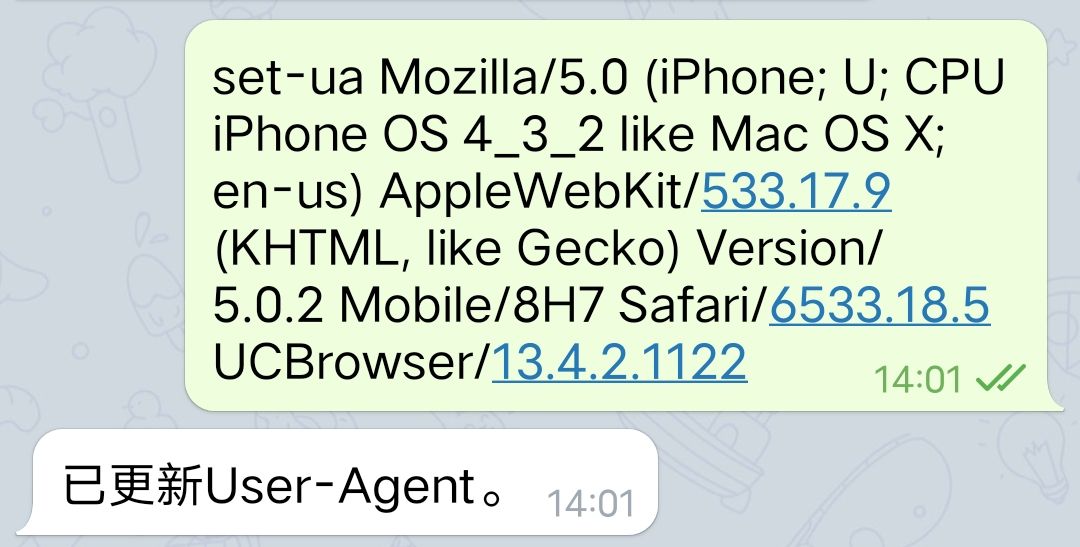 set-ua Mozilla/5.0 (iPhone; U; CPU
iPhone OS 4_3_2 like Mac OS X;
en-us) AppleWebKit/533.17.9
(KHTML, like Gecko) Version/
5.0.2 Mobile/8H7 Safari/6533.18.5
UCBrowser/13.4.2.1122
14:01
已更新User-Agent。
14:01